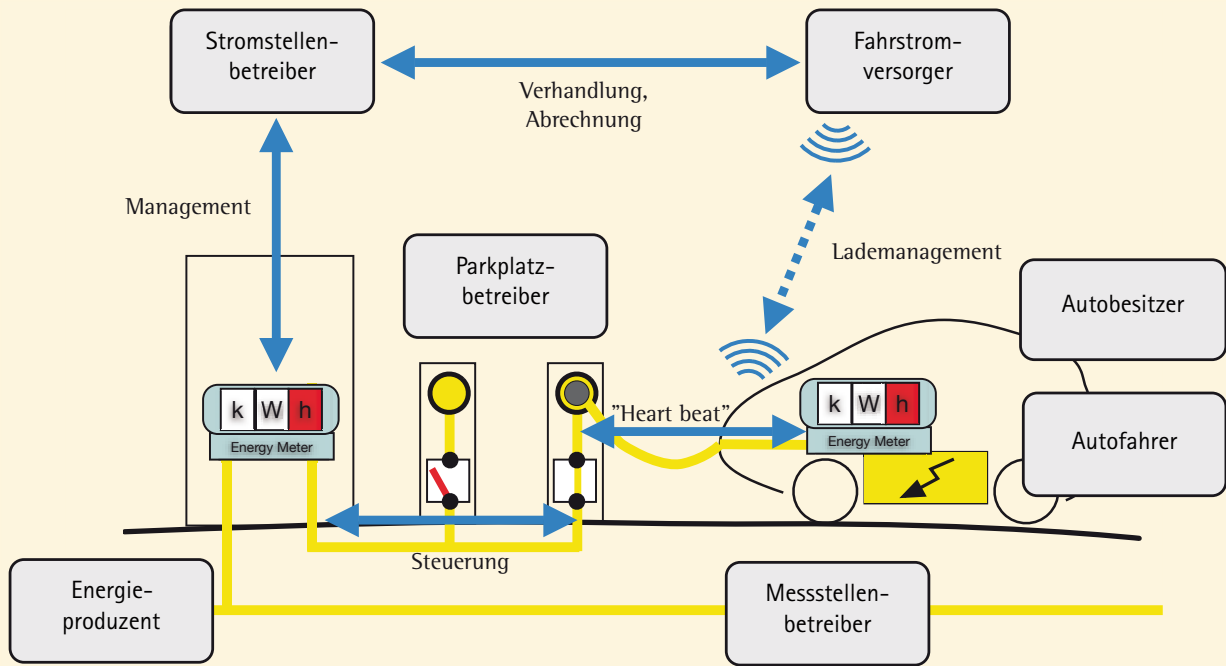 Stromstellen-
betreiber
Fahrstrom-
versorger
Verhandlung,
Abrechnung
Management
Parkplatz-
betreiber
Lademanagement
Autobesitzer
k W h
Energy Meter
"Heart beat"
k W h
Energy Meter
Autofahrer
Steuerung
Energie-
produzent
Messstellen-
betreiber